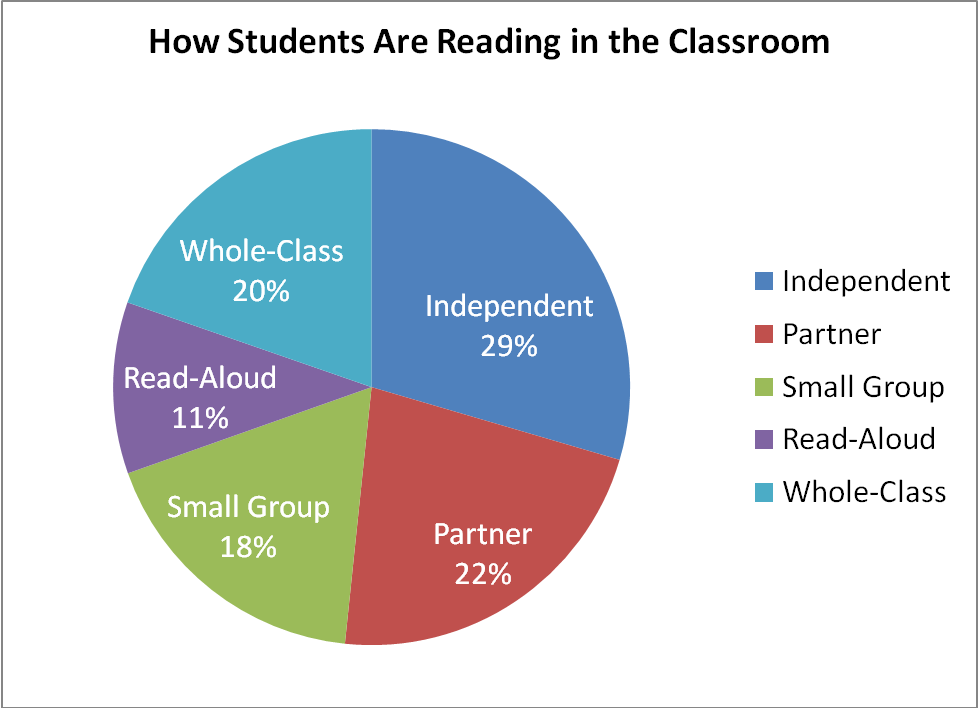 How Students Are Reading in the Classroom
Whole-Class
20%
Independent
29%
Read-Aloud
11%
Small Group
18%
Partner
22%
Independent
Partner
Small Group
Read-Aloud
Whole-Class